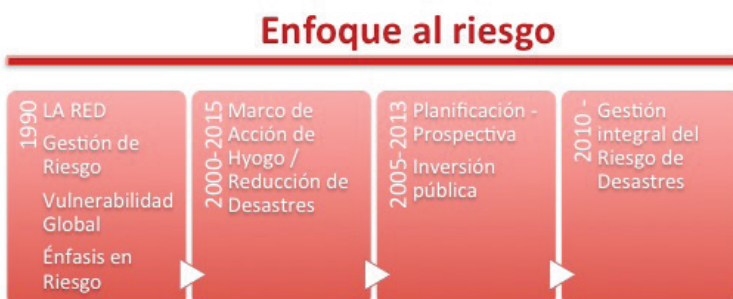 Enfoque al riesgo
1990
LA RED
Gestión de
Riesgo
Vulnerabilidad
Global
Énfasis en
Riesgo
2000-2015
Marco de
Acción de
Hyogo /
Reducción de
Desastres
2005-2013
Planificación -
Prospectiva
Inversión
pública
2010 -
Gestión
integral del
Riesgo de
Desastres